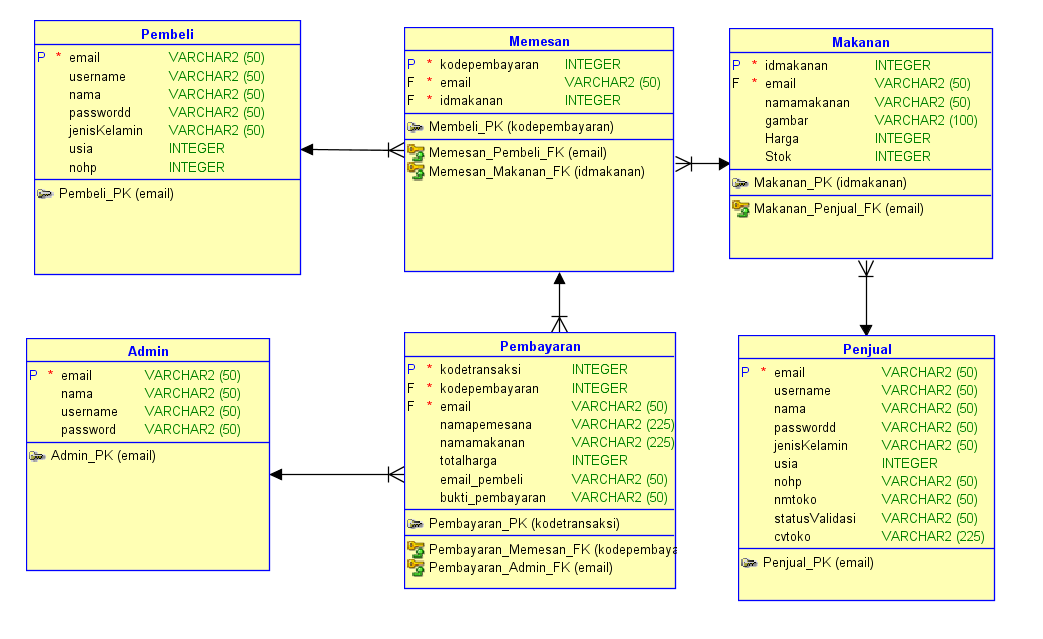 Pembeli
P * email VARCHAR2 (50)
username VARCHAR2 (50)
nama VARCHAR2 (50)
passwordd VARCHAR2 (50)
jenisKelamin VARCHAR2 (50)
usia INTEGER
nohp INTEGER
Pembeli_PK (email)
Memesan
P * kodepembayaran INTEGER
F * email VARCHAR2 (50)
F * idmakanan INTEGER
Membeli_PK (kodepembayaran)
Memesan_Pembeli_FK (email)
Memesan_Makanan_FK (idmakanan)
Makanan
P * idmakanan INTEGER
F * email VARCHAR2 (50)
namamakanan VARCHAR2 (50)
gambar VARCHAR2 (100)
Harga INTEGER
Stok INTEGER
Makanan_PK (idmakanan)
Makanan_Penjual_FK (email)
Admin
P * email VARCHAR2 (50)
nama VARCHAR2 (50)
username VARCHAR2 (50)
password VARCHAR2 (50)
Admin_PK (email)
Pembayaran
P * kodetransaksi INTEGER
F * kodepembayaran INTEGER
F * email VARCHAR2 (50)
namapemesana VARCHAR2 (225)
namamakanan VARCHAR2 (225)
totalharga INTEGER
email_pembeli VARCHAR2 (50)
bukti_pembayaran VARCHAR2 (50)
Pembayaran_PK (kodetransaksi)
Pembayaran_Memesan_FK (kodepembaya
Pembayaran_Admin_FK (email)
Penjual
P * email VARCHAR2 (50)
username VARCHAR2 (50)
nama VARCHAR2 (50)
passwordd VARCHAR2 (50)
jenisKelamin VARCHAR2 (50)
usia INTEGER
nohp VARCHAR2 (50)
nmtoko VARCHAR2 (50)
statusValidasi VARCHAR2 (50)
cvtoko VARCHAR2 (225)
Penjual_PK (email)